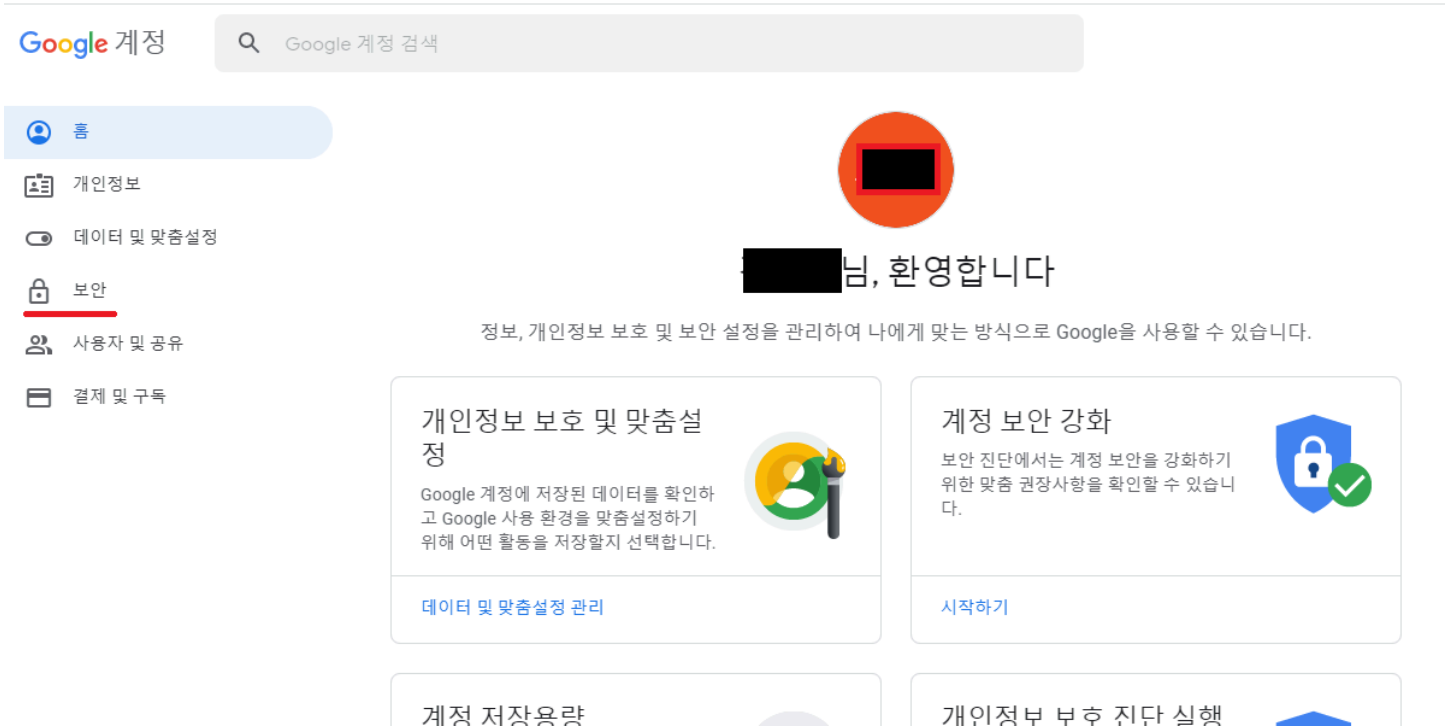 Google 계정
Google 계정 검색
홈
개인정보
데이터 및 맞춤설정
보안
사용자 및 공유
결제 및 구독
님, 환영합니다
정보, 개인정보 보호 및 보안 설정을 관리하여 나에게 맞는 방식으로 Google을 사용할 수 있습니다.
개인정보 보호 및 맞춤설
정
Google 계정에 저장된 데이터를 확인하
고 Google 사용 환경을 맞춤설정하기
위해 어떤 활동을 저장할지 선택합니다.
데이터 및 맞춤설정 관리
계정 보안 강화
보안 진단에서는 계정 보안을 강화하기
위한 맞춤 권장사항을 확인할 수 있습니
다.
시작하기
계정 저장용량
개인정보 보호 진단 실행